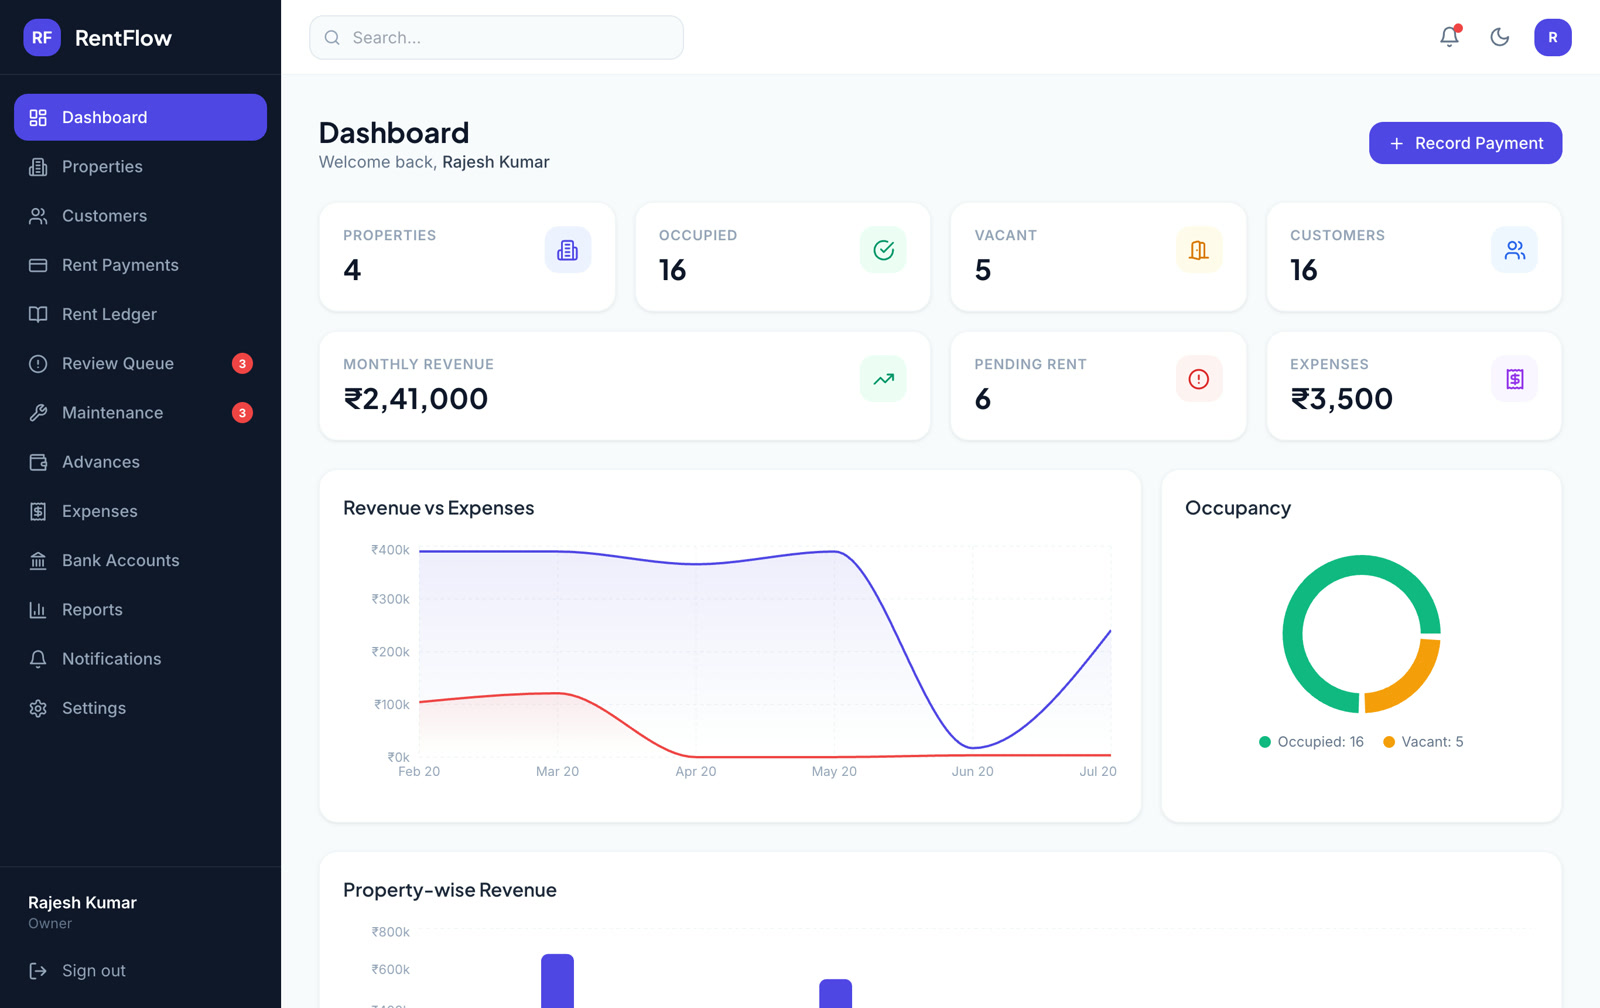 RF RentFlow
Search...
R
Dashboard
Properties
Customers
Rent Payments
Rent Ledger
Review Queue 3
Maintenance 3
Advances
Expenses
Bank Accounts
Reports
Notifications
Settings
Rajesh Kumar
Owner
Sign out
Dashboard
Welcome back, Rajesh Kumar
+ Record Payment
PROPERTIES
4
OCCUPIED
16
VACANT
5
CUSTOMERS
16
MONTHLY REVENUE
₹2,41,000
PENDING RENT
6
EXPENSES
₹3,500
Revenue vs Expenses
₹400k
₹300k
₹200k
₹100k
₹0k
Feb 20 Mar 20 Apr 20 May 20 Jun 20 Jul 20
Occupancy
Occupied: 16 Vacant: 5
Property-wise Revenue
₹800k
₹600k